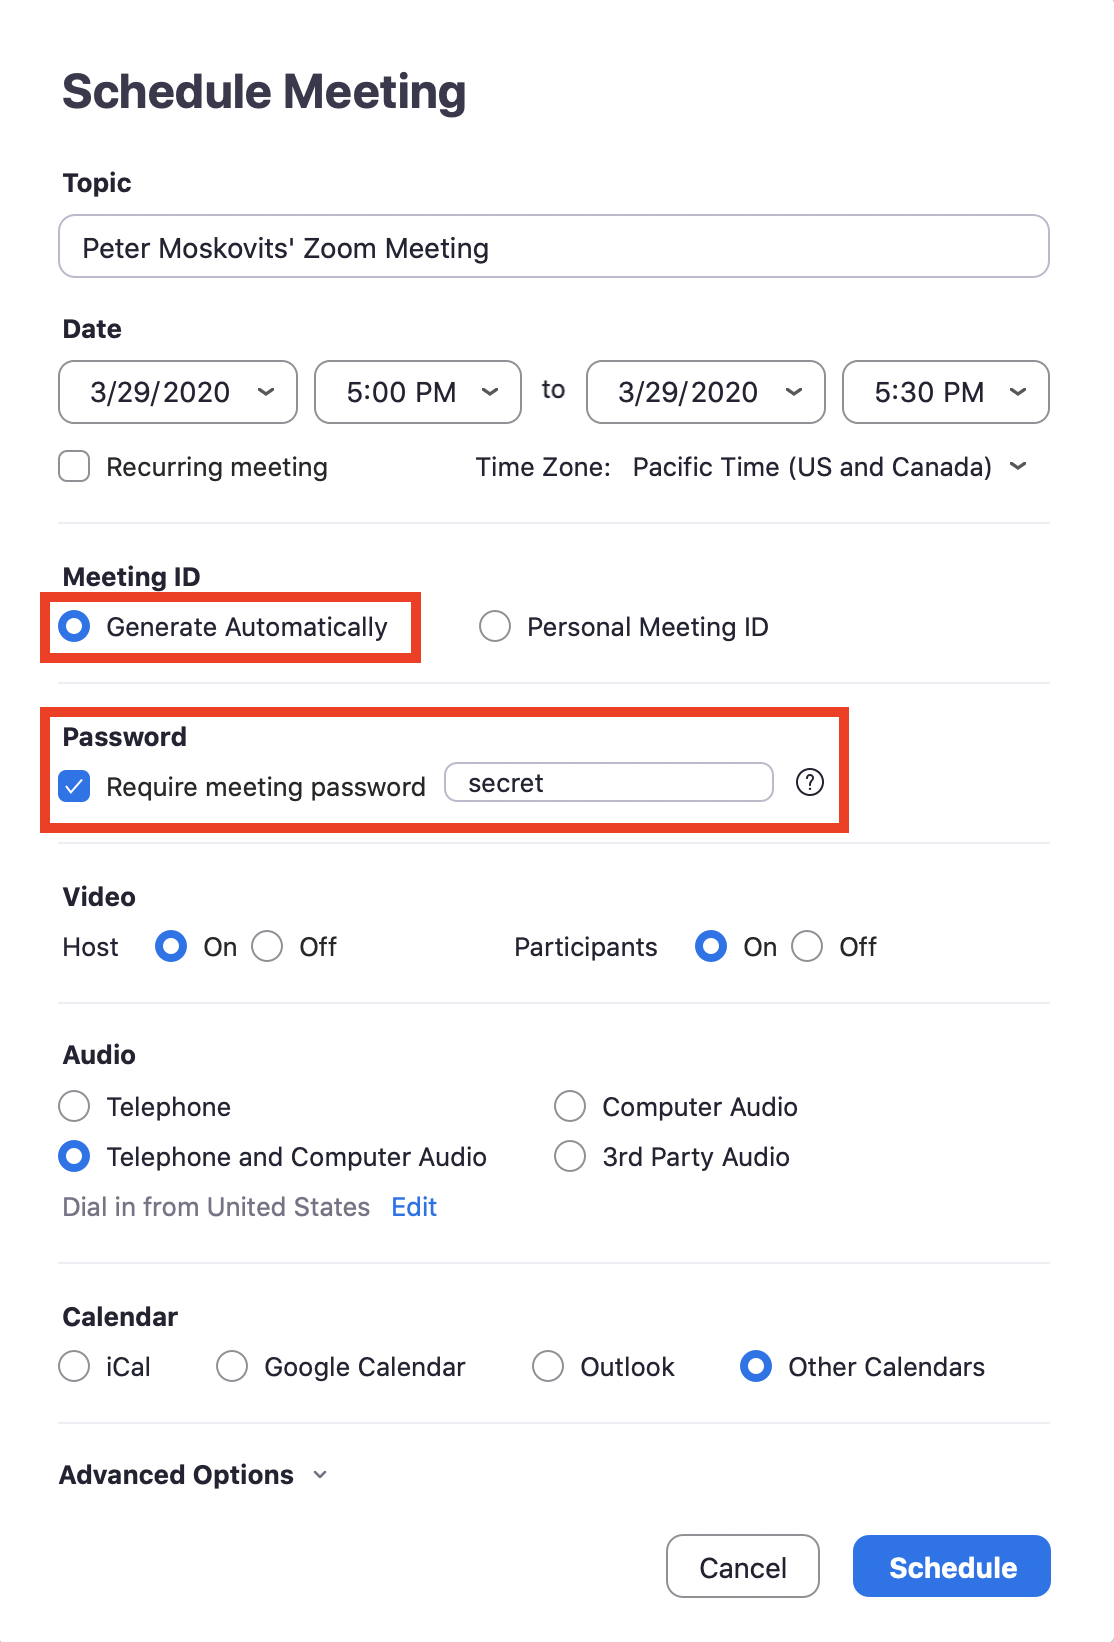 Schedule Meeting
Topic
Peter Moskovits' Zoom Meeting
Date
3/29/2020 5:00 PM to 3/29/2020 5:30 PM
Recurring meeting Time Zone: Pacific Time (US and Canada)
Meeting ID
Generate Automatically Personal Meeting ID
Password
Require meeting password secret ?
Video
Host On Off Participants On Off
Audio
Telephone Computer Audio
Telephone and Computer Audio 3rd Party Audio
Dial in from United States Edit
Calendar
iCal Google Calendar Outlook Other Calendars
Advanced Options
Cancel Schedule